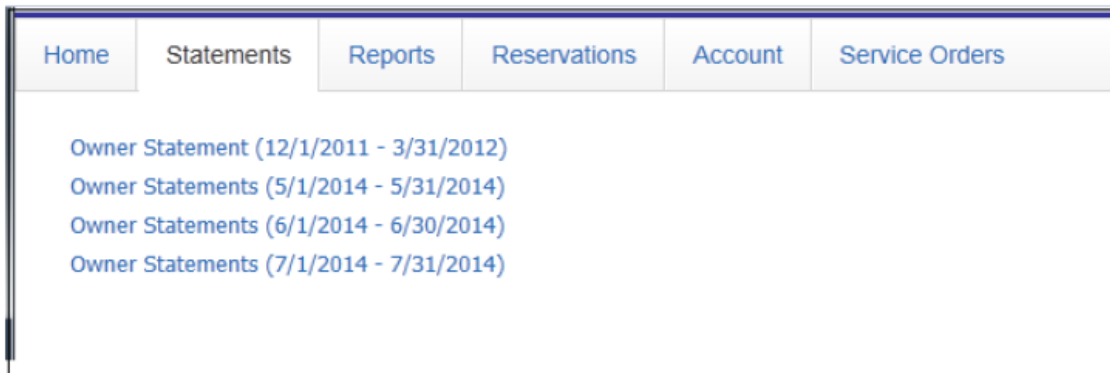 Home Statements Reports Reservations Account Service Orders
Owner Statement (12/1/2011 - 3/31/2012)
Owner Statements (5/1/2014 - 5/31/2014)
Owner Statements (6/1/2014 - 6/30/2014)
Owner Statements (7/1/2014 - 7/31/2014)